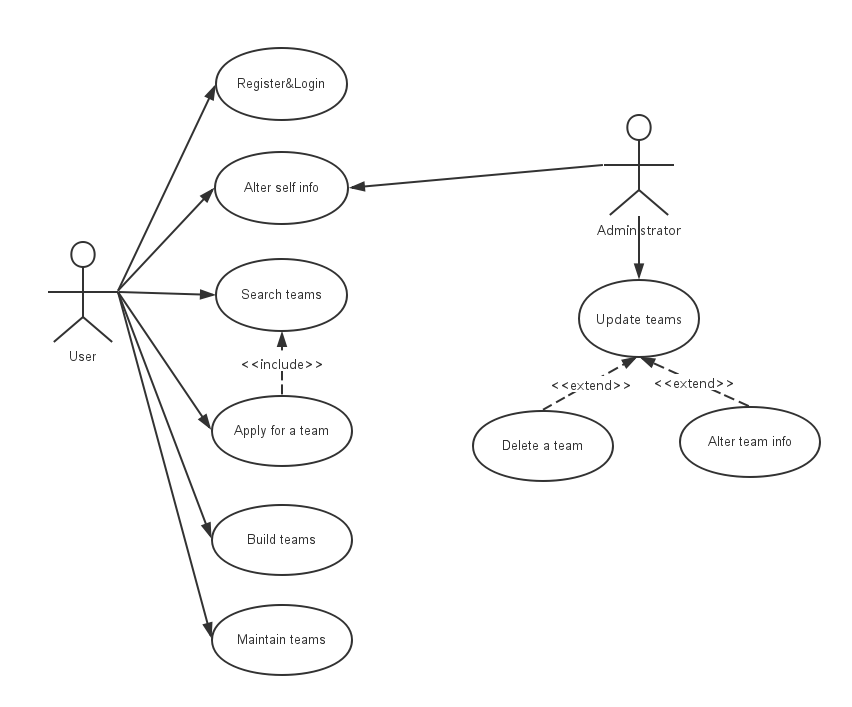 Register&Login
Alter self info
Administrator
Search teams
Update teams
User
<<include>>
<<extend>>
<<extend>>
Apply for a team
Delete a team
Alter team info
Build teams
Maintain teams